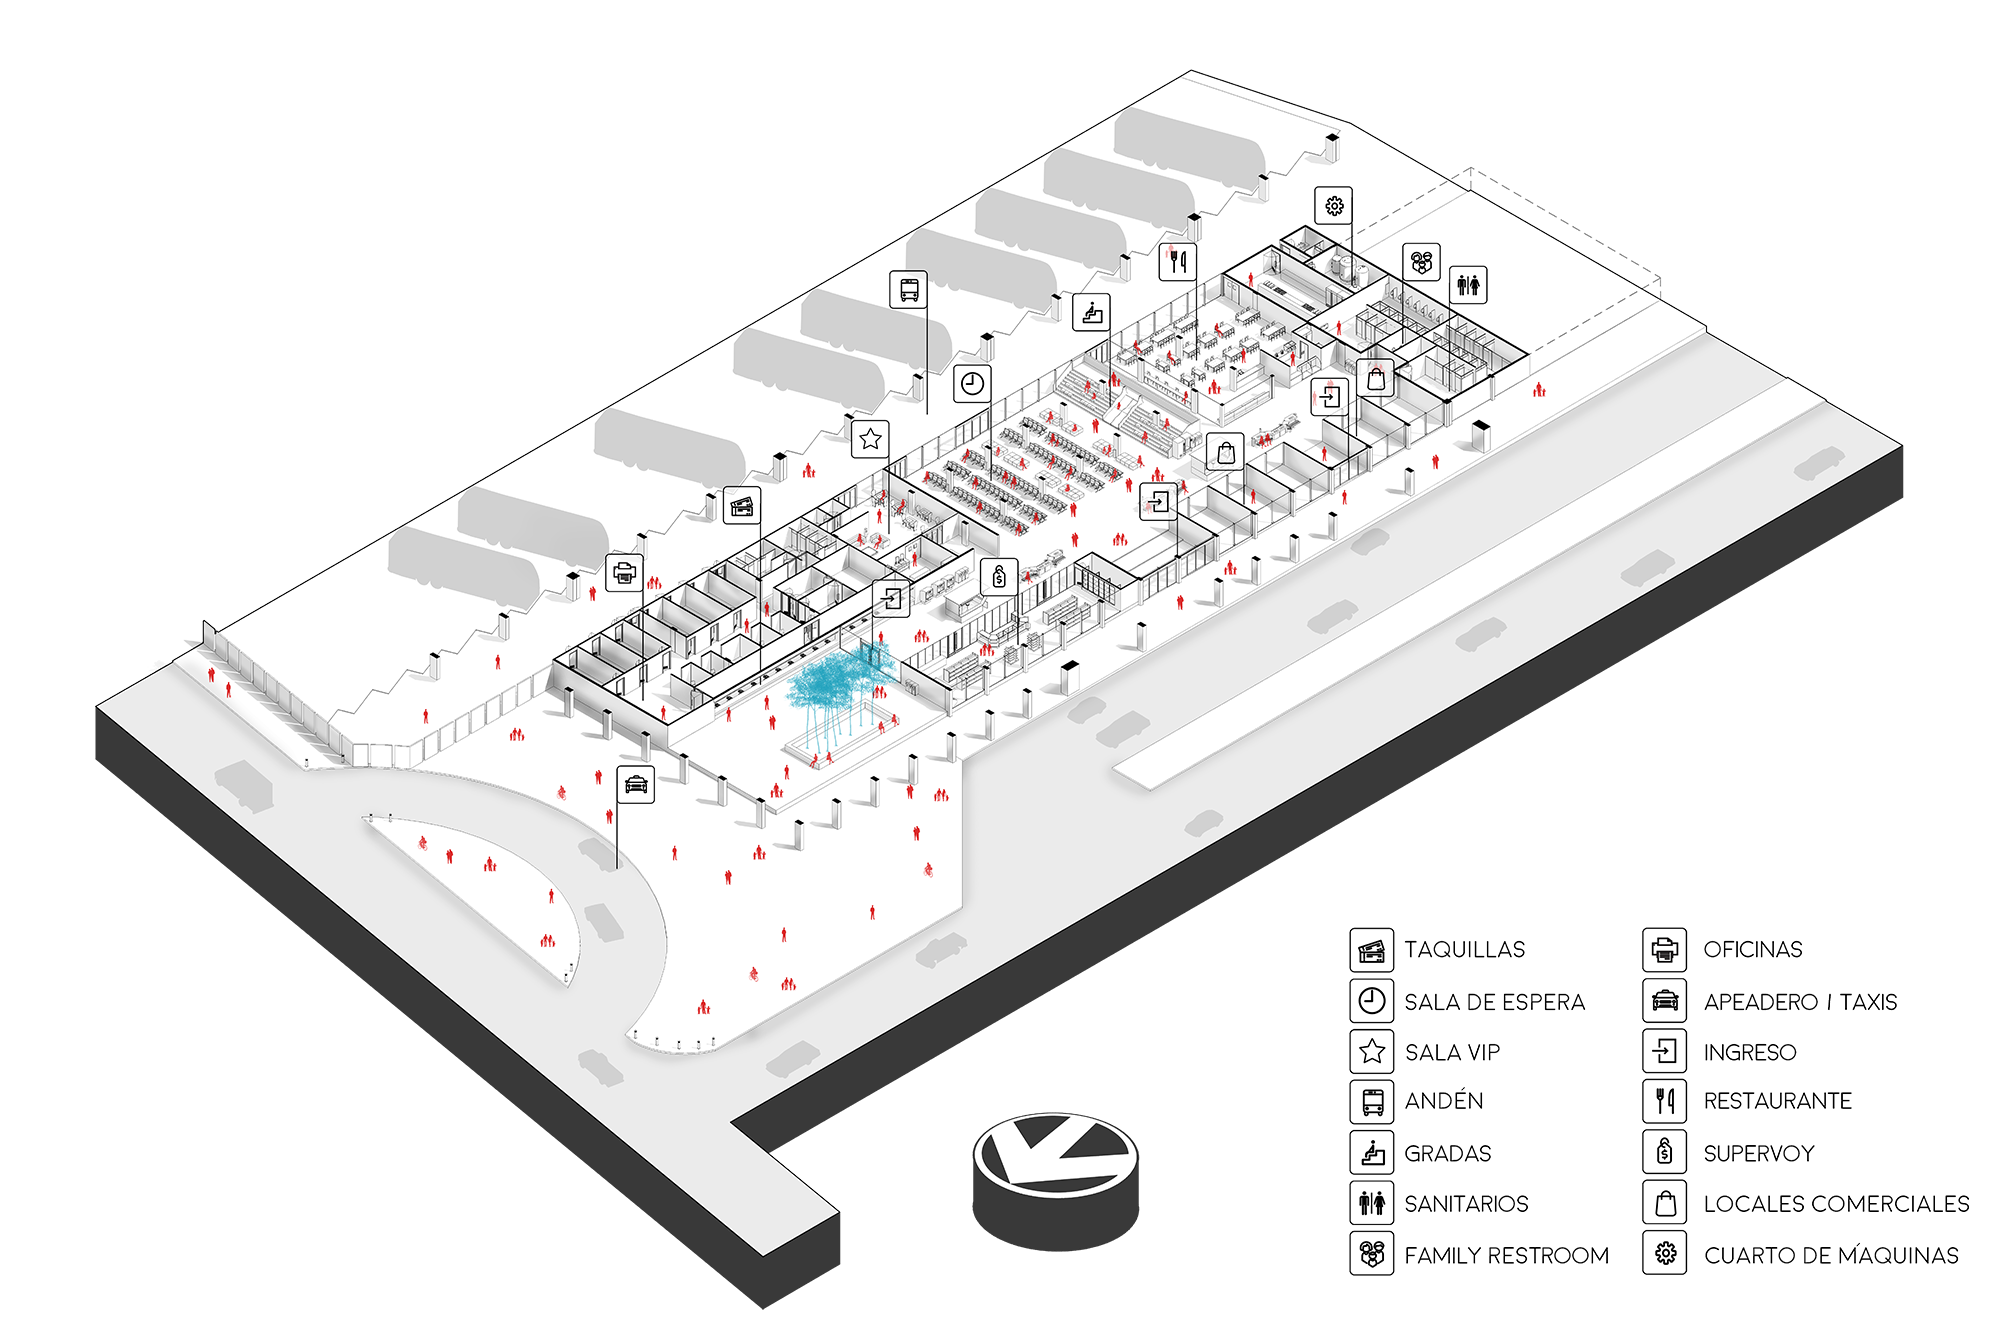 TAQUILLAS
SALA DE ESPERA
SALA VIP
ANDÉN
GRADAS
SANITARIOS
FAMILY RESTROOM
OFICINAS
APEADERO / TAXIS
INGRESO
RESTAURANTE
SUPERVOY
LOCALES COMERCIALES
CUARTO DE MÁQUINAS